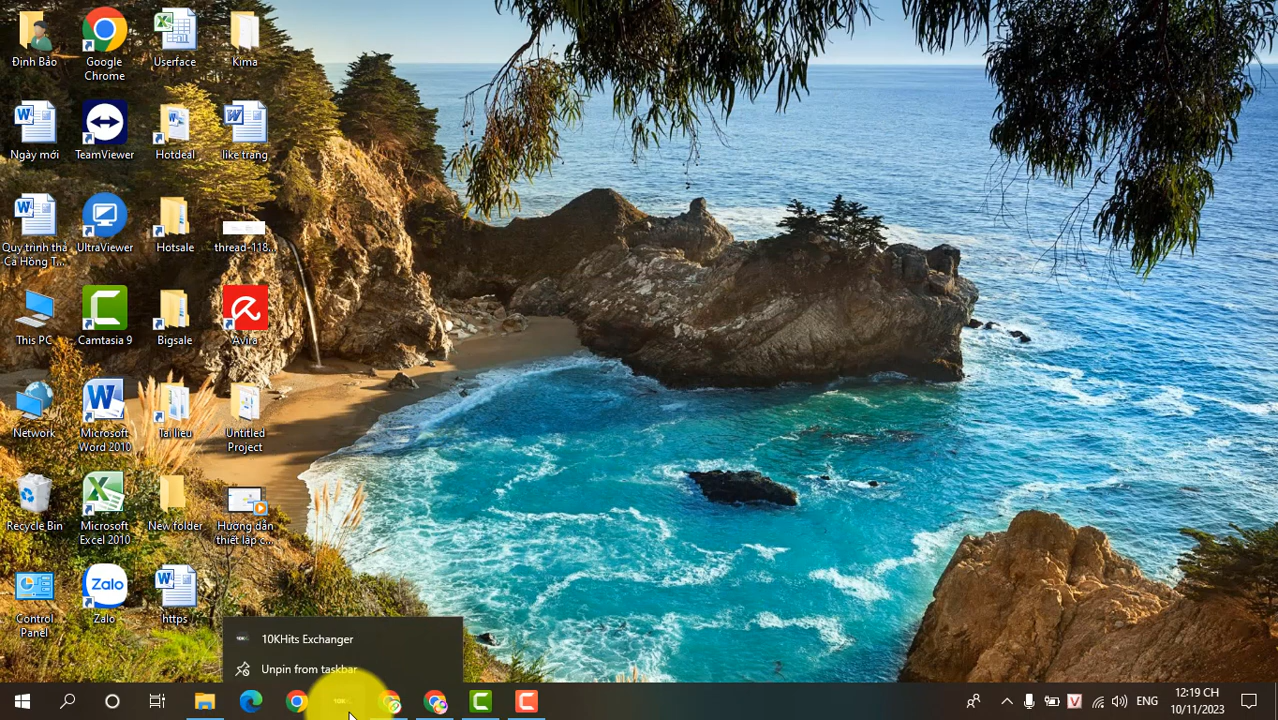 Định Bảo
Google
Chrome
Userface
Kima
Ngày mới
TeamViewer
Hotdeal
like trang
Quy trinh tha
Cá Hồng T...
UltraViewer
Hotsale
thread-118...
This PC
Camtasia 9
Bigsale
Avira
Network
Microsoft
Word 2010
Tai lieu
Untitled
Project
Recycle Bin
Microsoft
Excel 2010
New folder
Hướng dẫn
thiết lập c...
Control
Panel
Zalo
Zalo
https
10KHits Exchanger
Unpin from taskbar
ENG
12:19 CH
10/11/2023